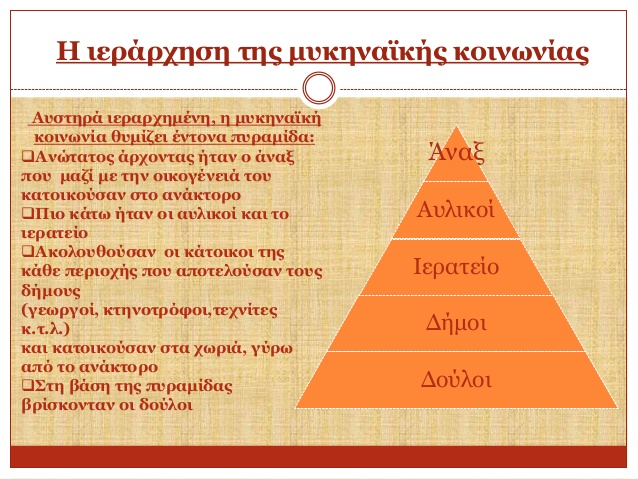 Η ιεράρχηση της μυκηναϊκής κοινωνίας
Αυστηρά ιεραρχημένη, η μυκηναϊκή
κοινωνία θυμίζει έντονα πυραμίδα:
❑Ανώτατος άρχοντας ήταν ο άναξ
που μαζί με την οικογένειά του
κατοικούσαν στο ανάκτορο
❑Πιο κάτω ήταν οι αυλικοί και το
ιερατείο
❑Ακολουθούσαν οι κάτοικοι της
κάθε περιοχής που αποτελούσαν τους
δήμους
(γεωργοί, κτηνοτρόφοι,τεχνίτες
κ.τ.λ.)
και κατοικούσαν στα χωριά, γύρω
από το ανάκτορο
❑Στη βάση της πυραμίδας
βρίσκονταν οι δούλοι
Άναξ
Αυλικοί
Ιερατείο
Δήμοι
Δούλοι